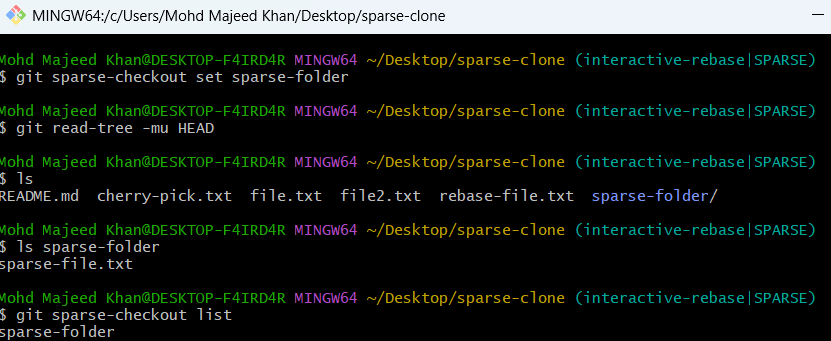 MINGW64:/c/Users/Mohd Majeed Khan/Desktop/sparse-clone
Mohd Majeed Khan@DESKTOP-F4IRD4R MINGW64 ~/Desktop/sparse-clone (interactive-rebase|SPARSE)
$ git sparse-checkout set sparse-folder
Mohd Majeed Khan@DESKTOP-F4IRD4R MINGW64 ~/Desktop/sparse-clone (interactive-rebase|SPARSE)
$ git read-tree -mu HEAD
Mohd Majeed Khan@DESKTOP-F4IRD4R MINGW64 ~/Desktop/sparse-clone (interactive-rebase|SPARSE)
$ ls
README.md  cherry-pick.txt  file.txt  file2.txt  rebase-file.txt  sparse-folder/
Mohd Majeed Khan@DESKTOP-F4IRD4R MINGW64 ~/Desktop/sparse-clone (interactive-rebase|SPARSE)
$ ls sparse-folder
sparse-file.txt
Mohd Majeed Khan@DESKTOP-F4IRD4R MINGW64 ~/Desktop/sparse-clone (interactive-rebase|SPARSE)
$ git sparse-checkout list
sparse-folder